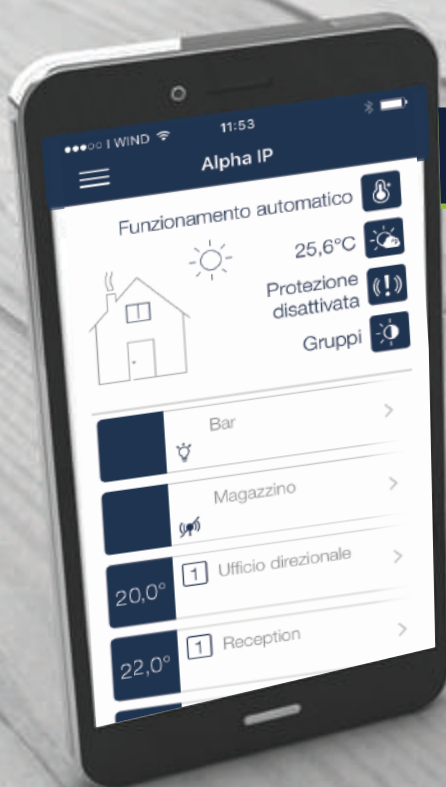 I WIND
11:53
Alpha IP
Funzionamento automatico
25,6°C
Protezione
disattivata
Gruppi
Bar
Magazzino
20,0°
1
Ufficio direzionale
22,0°
1
Reception